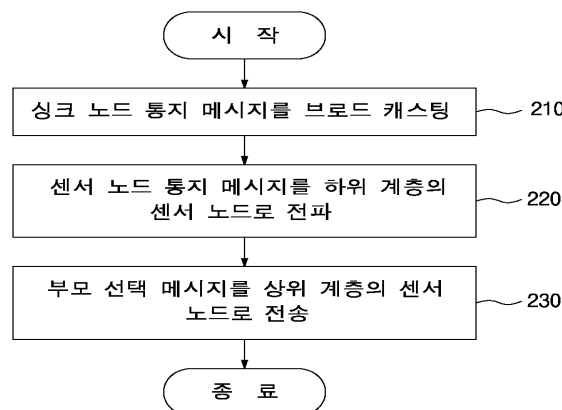 시 작
싱크 노드 통지 메시지를 브로드 캐스팅
210
센서 노드 통지 메시지를 하위 계층의
센서 노드로 전파
220
부모 선택 메시지를 상위 계층의 센서
노드로 전송
230
종 료